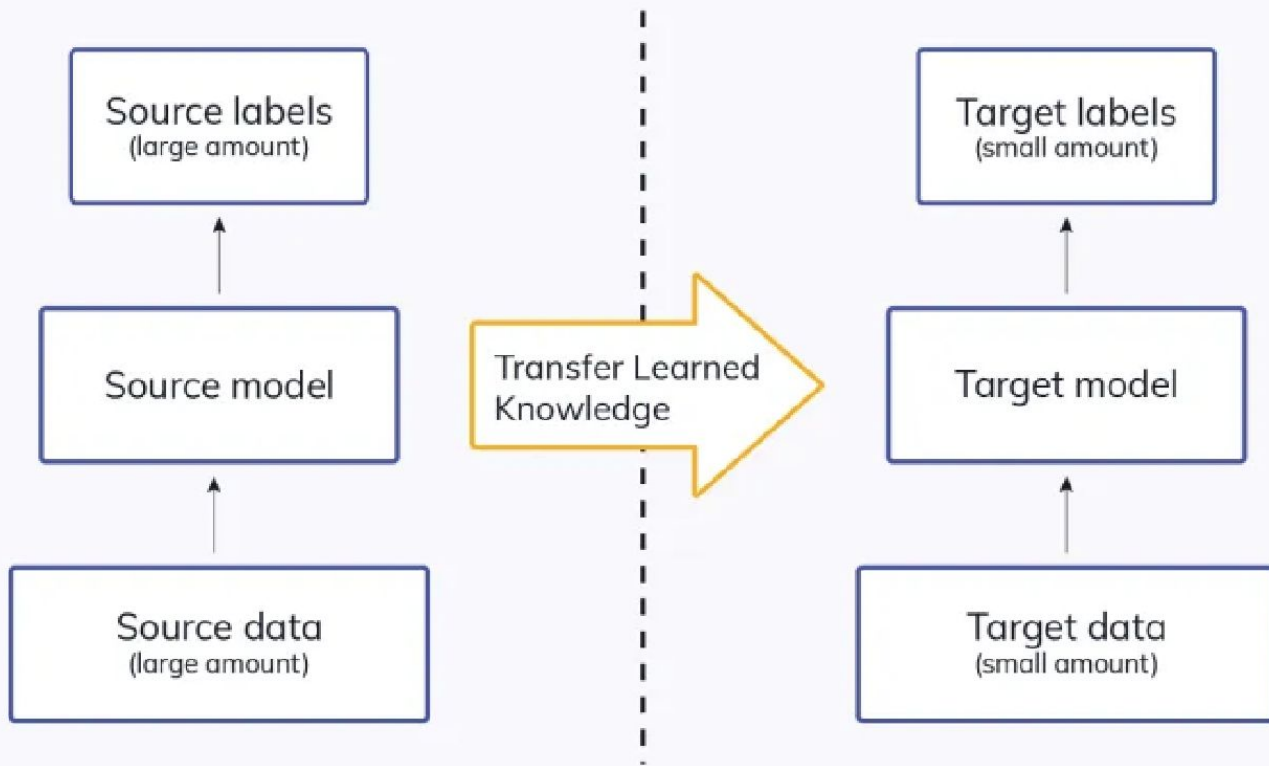 Source labels
(large amount)
Source model
Source data
(large amount)
Transfer Learned
Knowledge
Target labels
(small amount)
Target model
Target data
(small amount)